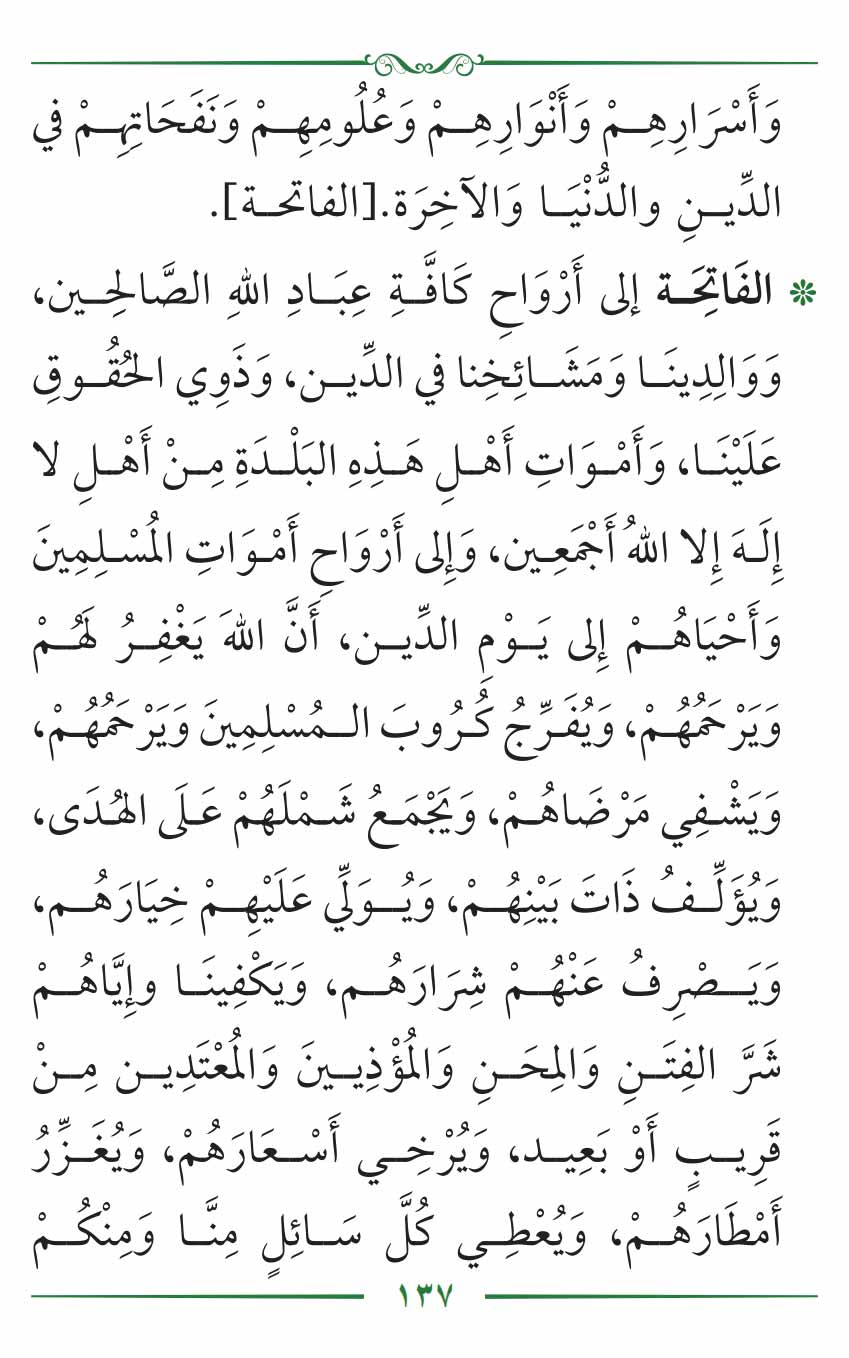 وَأَسْرَارِهِمْ وَأَنْوَارِهِمْ وَعُلُومِهِمْ وَنَفَحَاتِهِمْ في
الدِّينِ والدُّنْيَا وَالآخِرَة.[الفاتحة].
❊ الفَاتِحَة إلى أَرْوَاحِ كَافَّةِ عِبَادِ اللهِ الصَّالِحِين،
وَوَالِدِينَا وَمَشَائِخِنا في الدِّين، وَذَوِي الحُقُوقِ
عَلَيْنَا، وَأَمْوَاتِ أَهْلِ هَذِهِ البَلْدَةِ مِنْ أَهْلِ لا
إِلَهَ إِلا اللهُ أَجْمَعِين، وَإِلى أَرْوَاحِ أَمْوَاتِ المُسْلِمِينَ
وَأَحْيَاهُمْ إِلى يَوْمِ الدِّين، أَنَّ اللهَ يَغْفِرُ لَهُمْ
وَيَرْحَمُهُمْ، وَيُفَرِّجُ كُرُوبَ المُسْلِمِينَ وَيَرْحَمُهُمْ،
وَيَشْفِي مَرْضَاهُمْ، وَيَجْمَعُ شَمْلَهُمْ عَلَى الهُدَى،
وَيُؤَلِّفُ ذَاتَ بَيْنِهُمْ، وَيُوَلِّي عَلَيْهِمْ خِيَارَهُم،
وَيَصْرِفُ عَنْهُمْ شِرَارَهُم، وَيَكْفِينَا وإِيَّاهُمْ
شَرَّ الفِتَنِ وَالمِحَنِ وَالمُؤْذِيينَ وَالمُعْتَدِين مِنْ
قَرِيبٍ أَوْ بَعِيد، وَيُرْخِي أَسْعَارَهُمْ، وَيُغَزِّرُ
أَمْطَارَهُمْ، وَيُعْطِي كُلَّ سَائِلٍ مِنَّا وَمِنْكُمْ
١٣٧